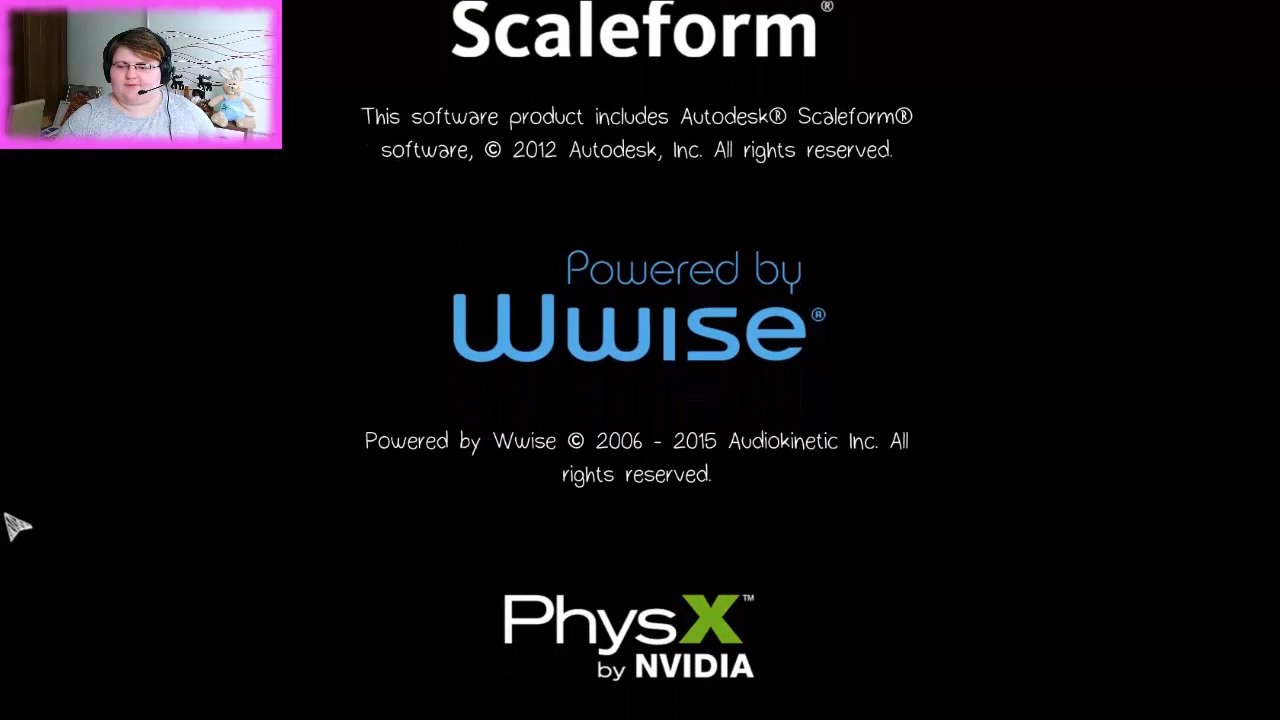 Scaleform®
This software product includes Autodesk® Scaleform®
software, © 2012 Autodesk, Inc. All rights reserved.
Powered by
Wwise®
Powered by Wwise © 2006 - 2015 Audiokinetic Inc. All
rights reserved.
PhysX™
by NVIDIA